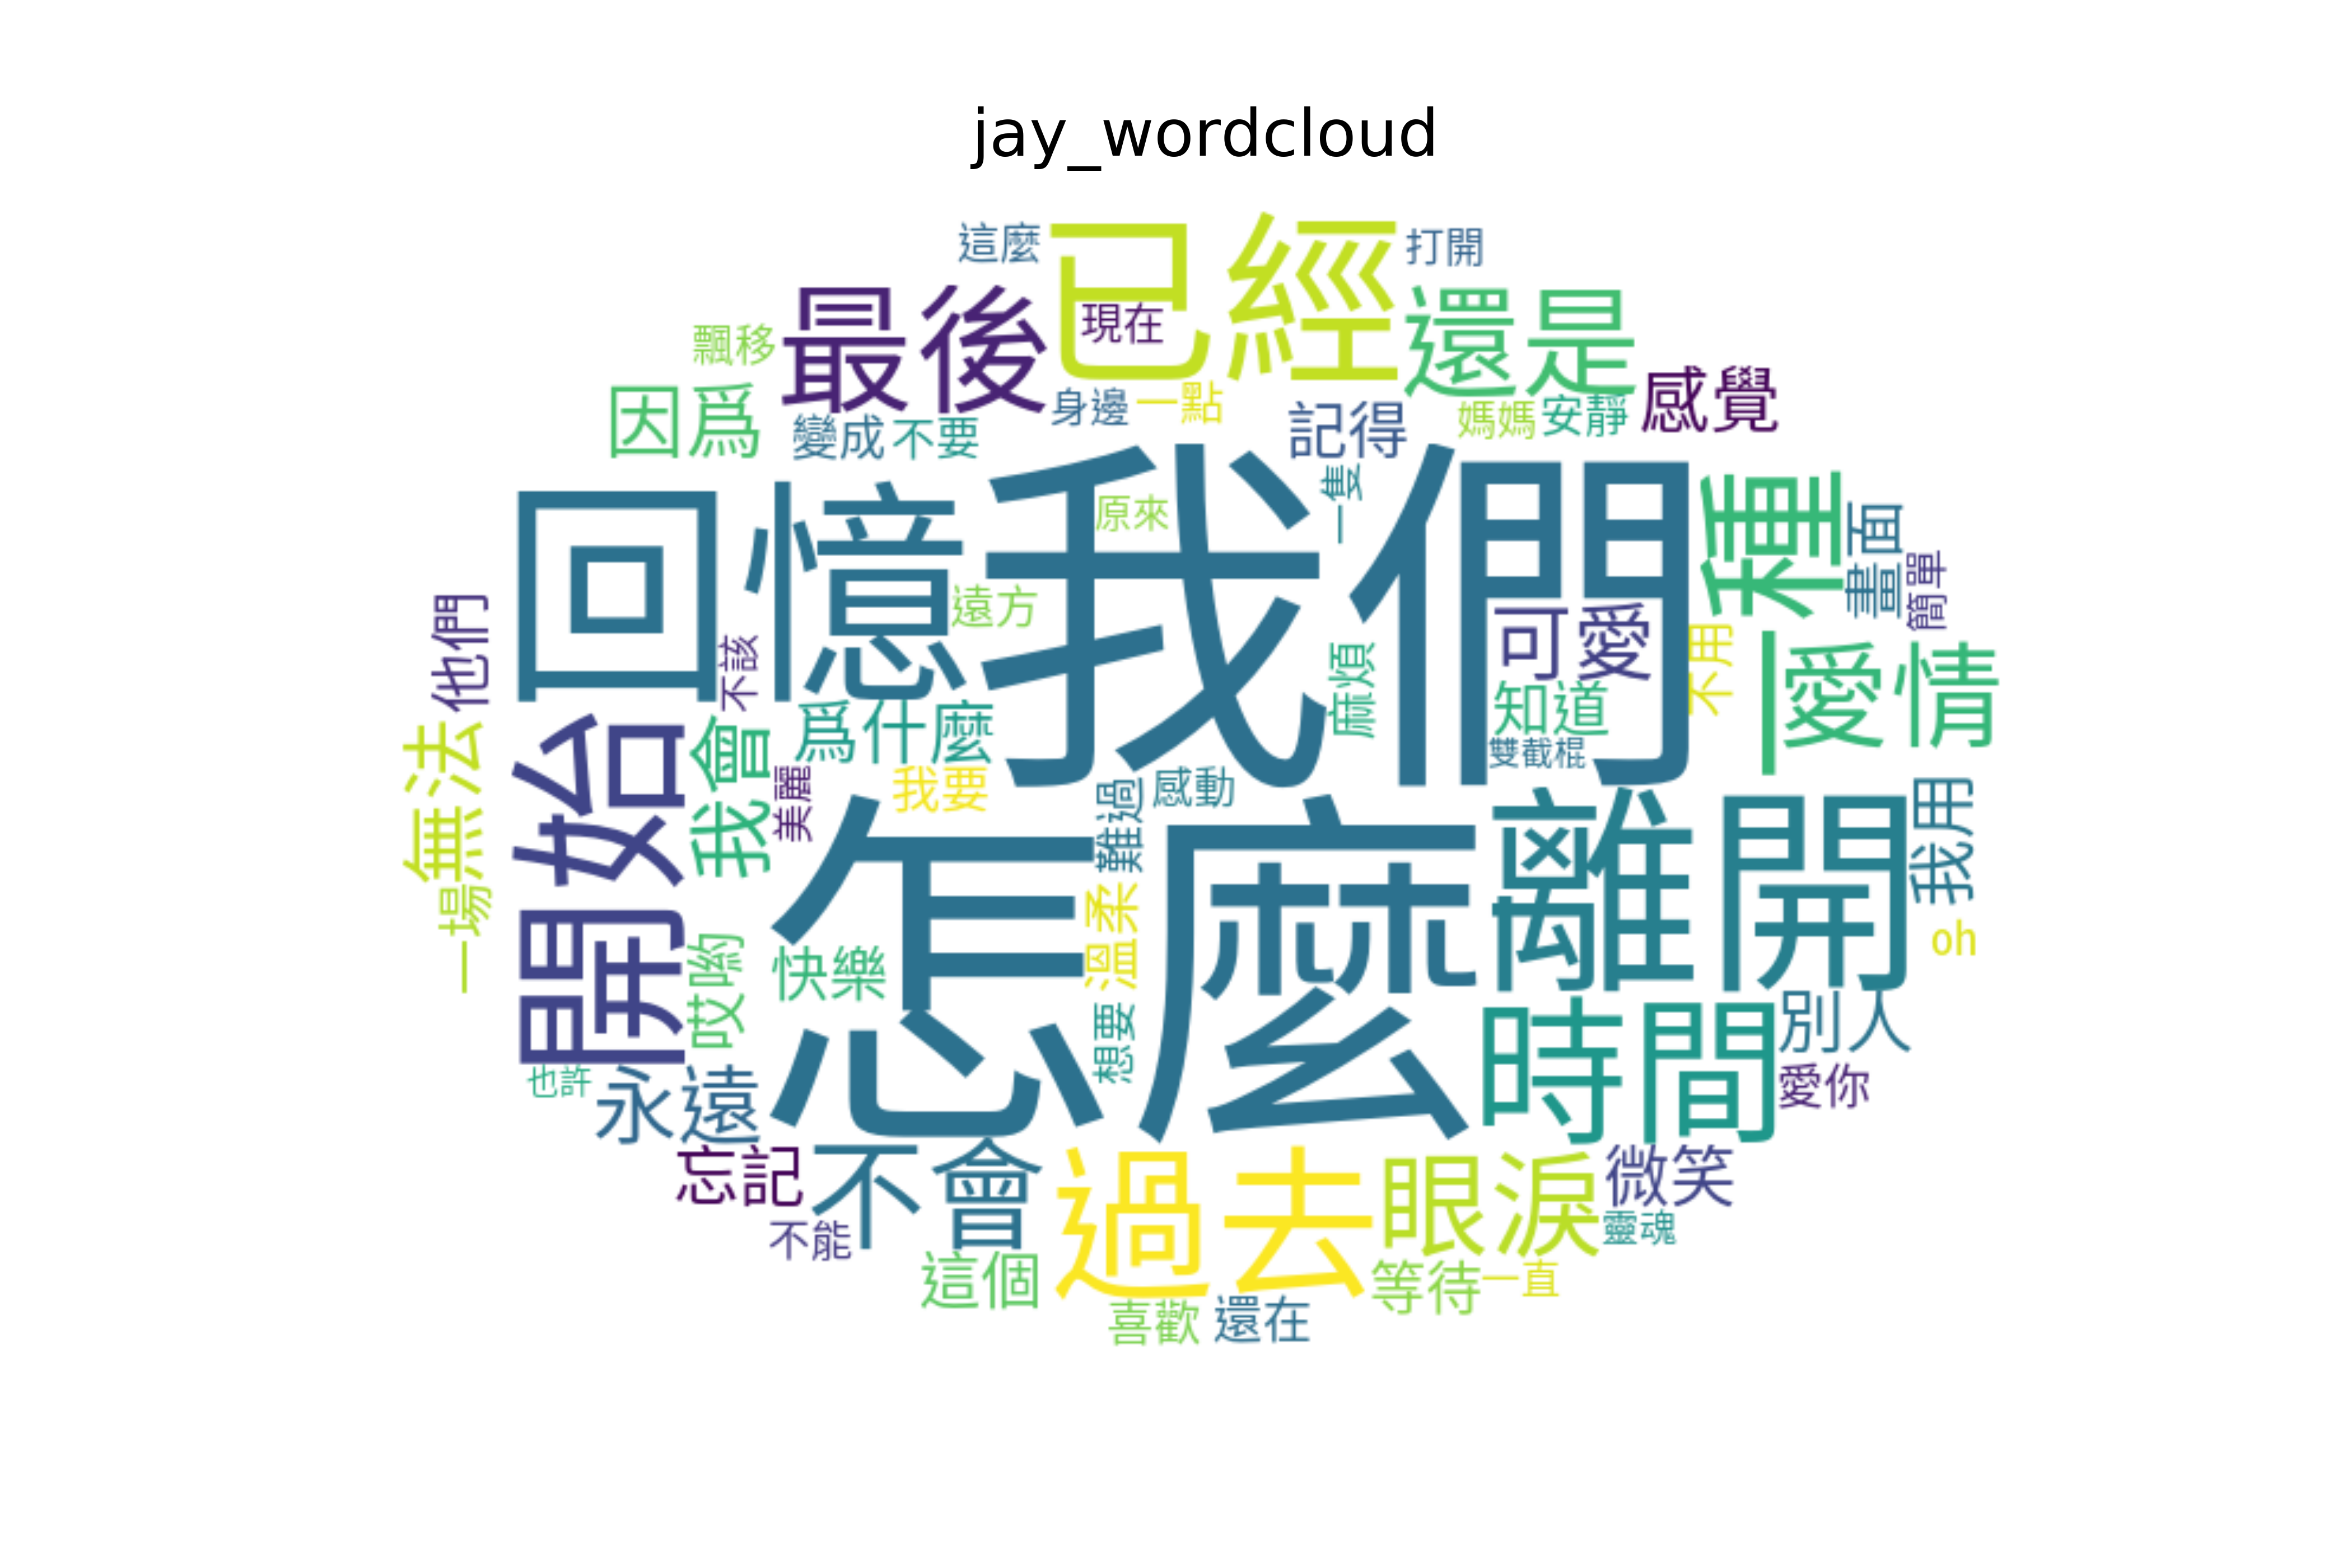 jay_wordcloud
這麼
已經
打開
最後
現在
還是
飄移
感覺
因爲
變成
不要
身邊
一點
記得
媽媽
安靜
回憶
我們
原來
一隻
一種
畫面
簡單
遠方
他們
不該
可愛
不用
愛情
麻煩
知道
雙截棍
爲什麼
無法
開始
我會
美麗
我要
難過
感動
怎麼
離開
我用
一場
哎喲
快樂
溫柔
oh
想要
時間
別人
愛你
也許
永遠
忘記
不會
過去
眼淚
微笑
靈魂
不能
這個
等待
一直
喜歡
還在